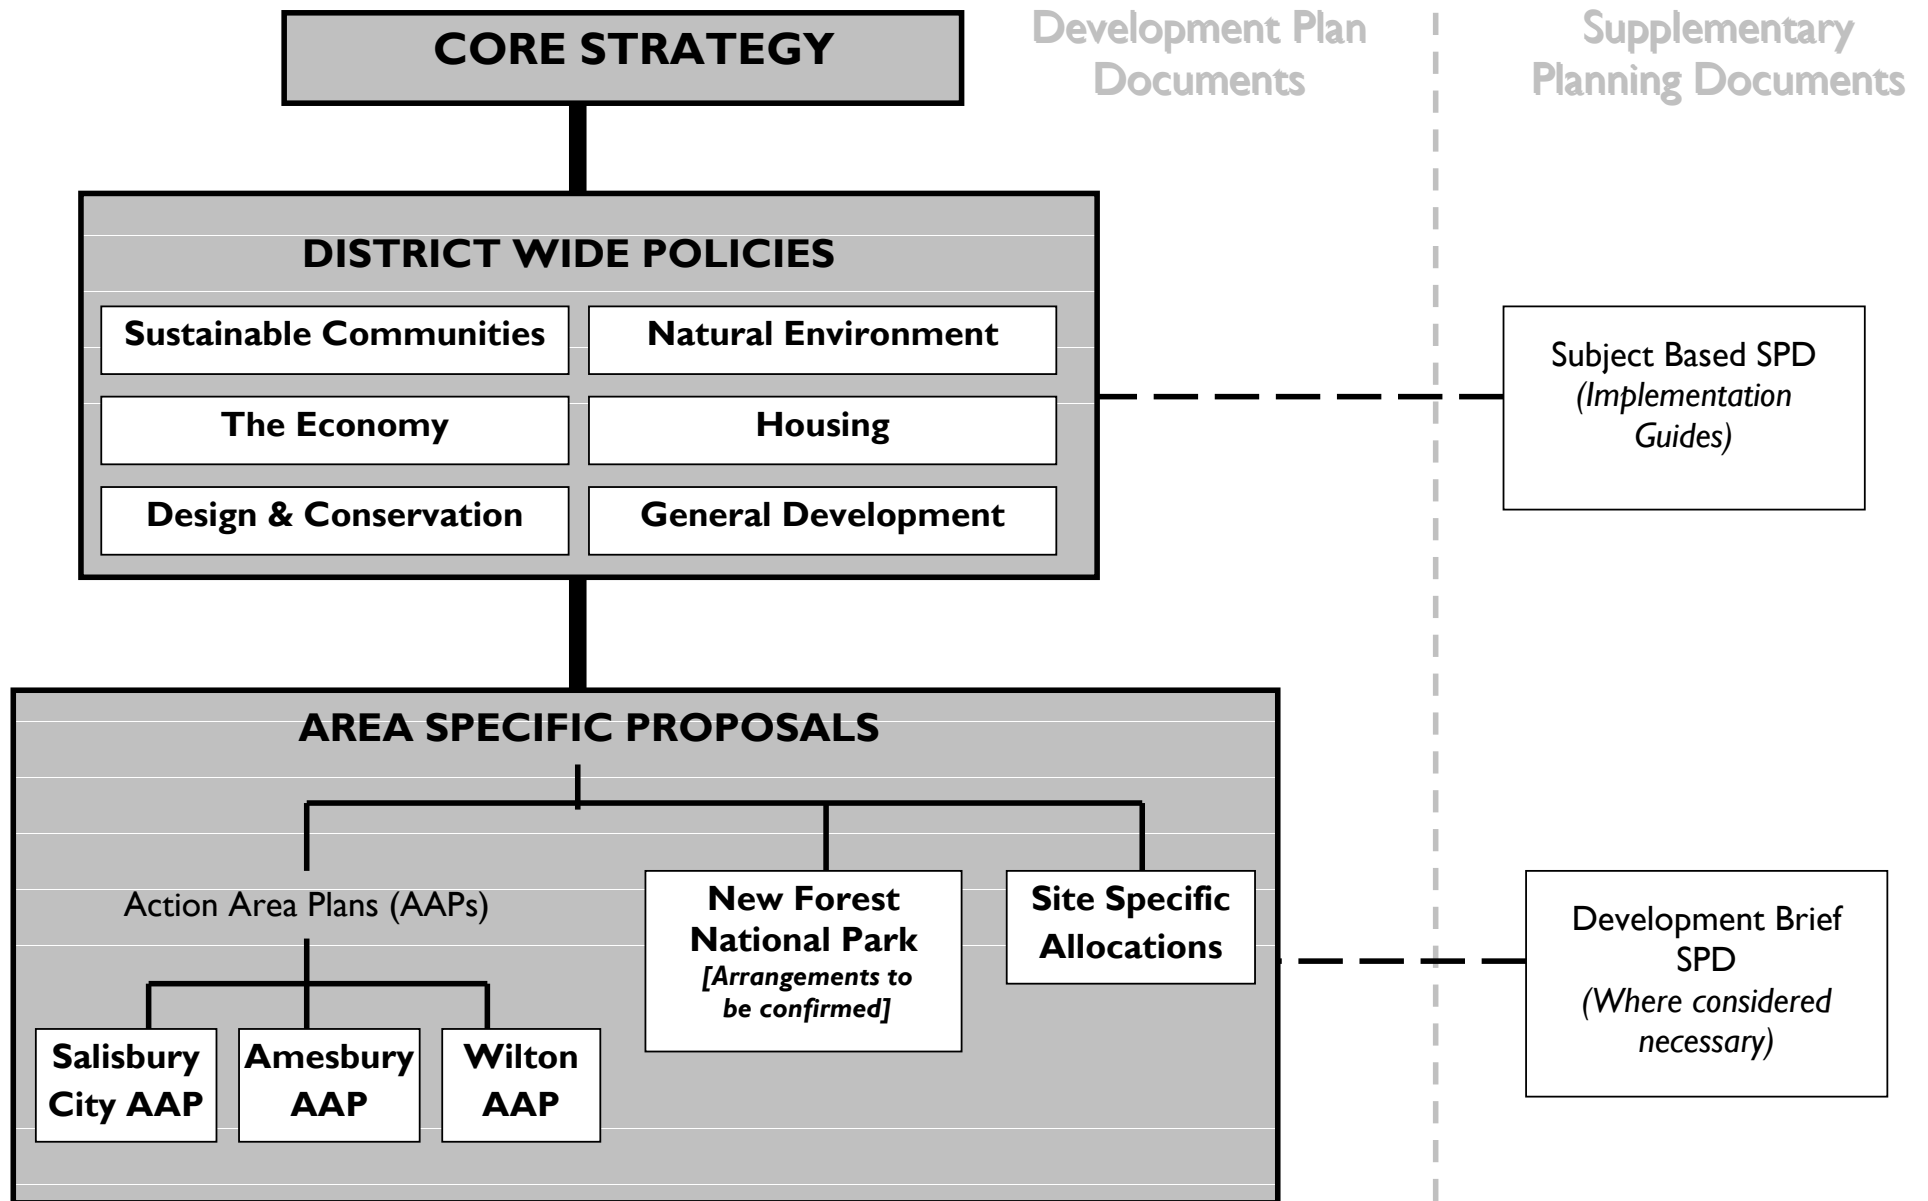 CORE STRATEGY
Development Plan
Documents
Supplementary
Planning Documents
DISTRICT WIDE POLICIES
Sustainable Communities
Natural Environment
The Economy
Housing
Design & Conservation
General Development
Subject Based SPD
(Implementation
Guides)
AREA SPECIFIC PROPOSALS
Action Area Plans (AAPs)
Salisbury
City AAP
Amesbury
AAP
Wilton
AAP
New Forest
National Park
[Arrangements to
be confirmed]
Site Specific
Allocations
Development Brief
SPD
(Where considered
necessary)